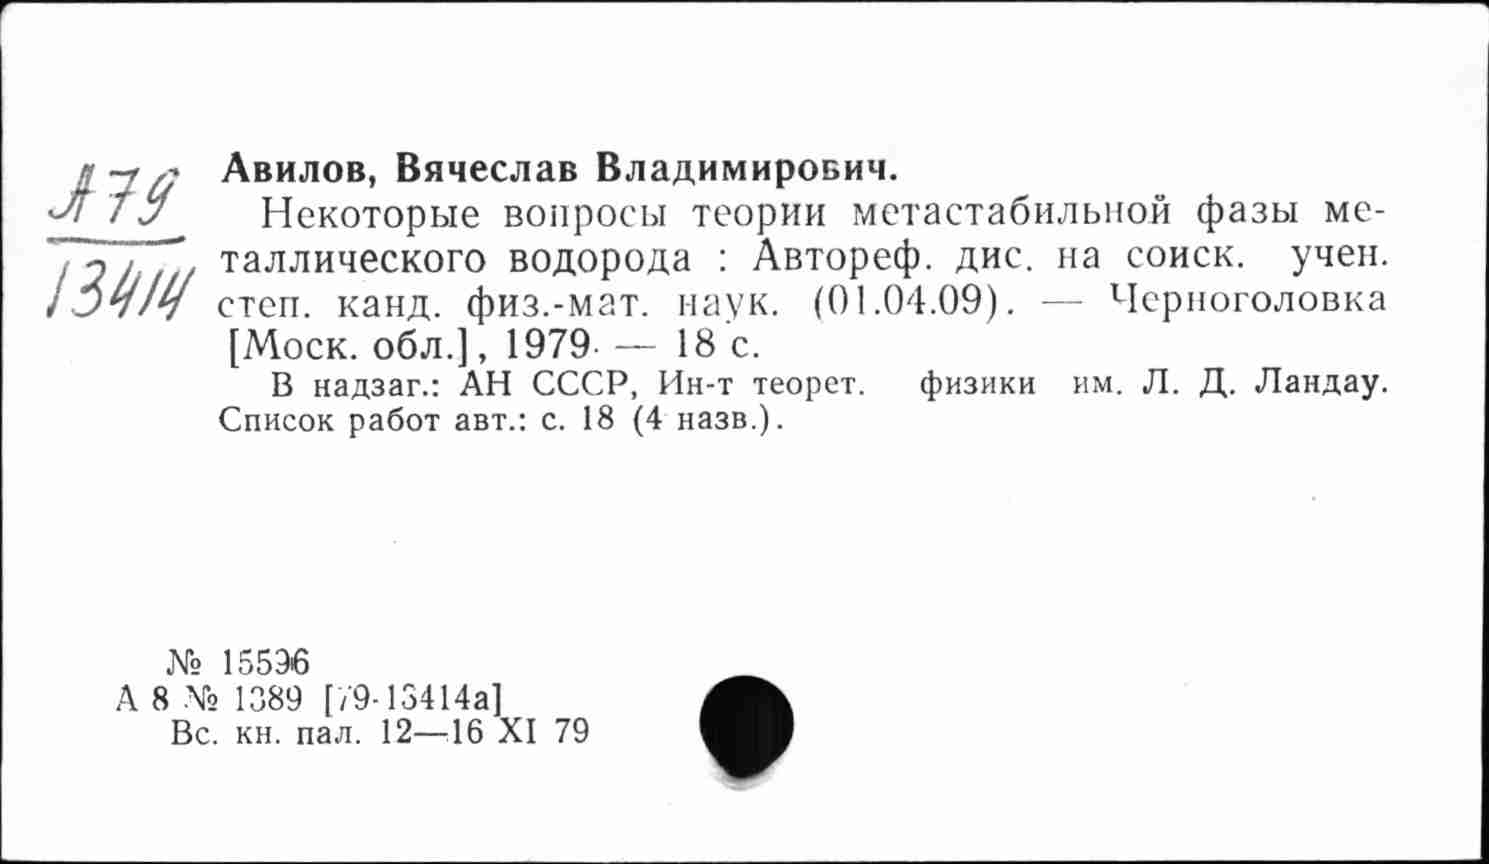 А79
13414
Авилов, Вячеслав Владимирович.
Некоторые вопросы теории метастабильной фазы ме-
таллического водорода : Автореф. дис. на соиск. учен.
степ. канд. физ.-мат. наук. (01.04.09). — Черноголовка
[Моск. обл.], 1979. — 18 с.
В надзаг.: АН СССР, Ин-т теорет. физики им. Л. Д. Ландау.
Список работ авт.: с. 18 (4 назв.).
№ 15596
А 8 № 1389 [79-13414а]
Вс. кн. пал. 12—16 XI 79